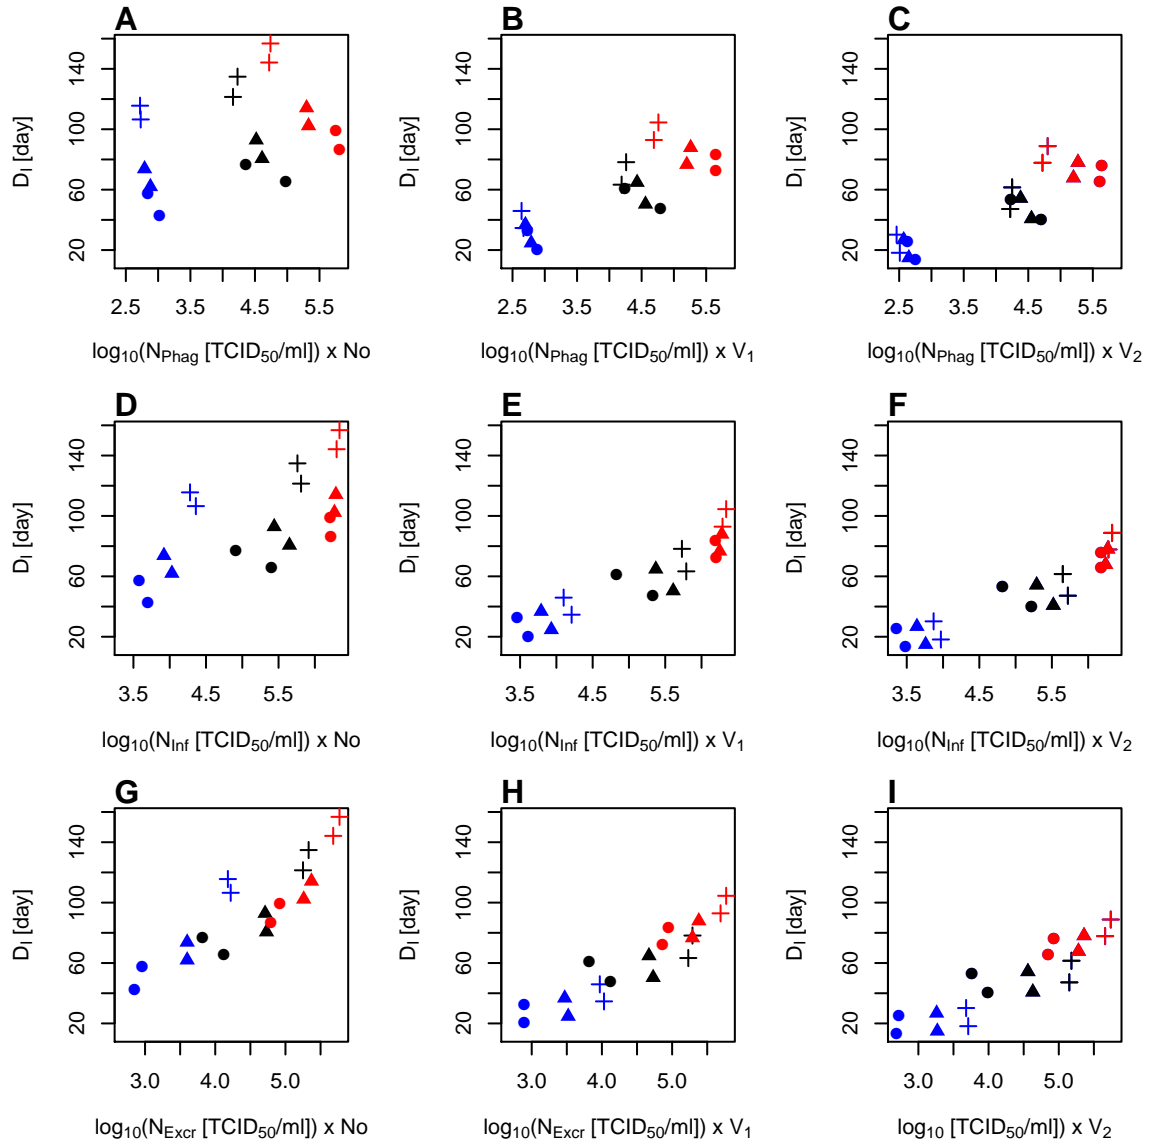 A
B
C
D_I [day]
20 60 100 140
2.5 3.5 4.5 5.5
log10(N_Phag [TCID50/ml]) x No
D_I [day]
20 60 100 140
2.5 3.5 4.5 5.5
log10(N_Phag [TCID50/ml]) x V1
D_I [day]
20 60 100 140
2.5 3.5 4.5 5.5
log10(N_Phag [TCID50/ml]) x V2
D
E
F
D_I [day]
20 60 100 140
3.5 4.5 5.5
log10(N_Inf [TCID50/ml]) x No
D_I [day]
20 60 100 140
3.5 4.5 5.5
log10(N_Inf [TCID50/ml]) x V1
D_I [day]
20 60 100 140
3.5 4.5 5.5
log10(N_Inf [TCID50/ml]) x V2
G
H
I
D_I [day]
20 60 100 140
3.0 4.0 5.0
log10(N_Excr [TCID50/ml]) x No
D_I [day]
20 60 100 140
3.0 4.0 5.0
log10(N_Excr [TCID50/ml]) x V1
D_I [day]
20 60 100 140
3.0 4.0 5.0
log10 [TCID50/ml]) x V2